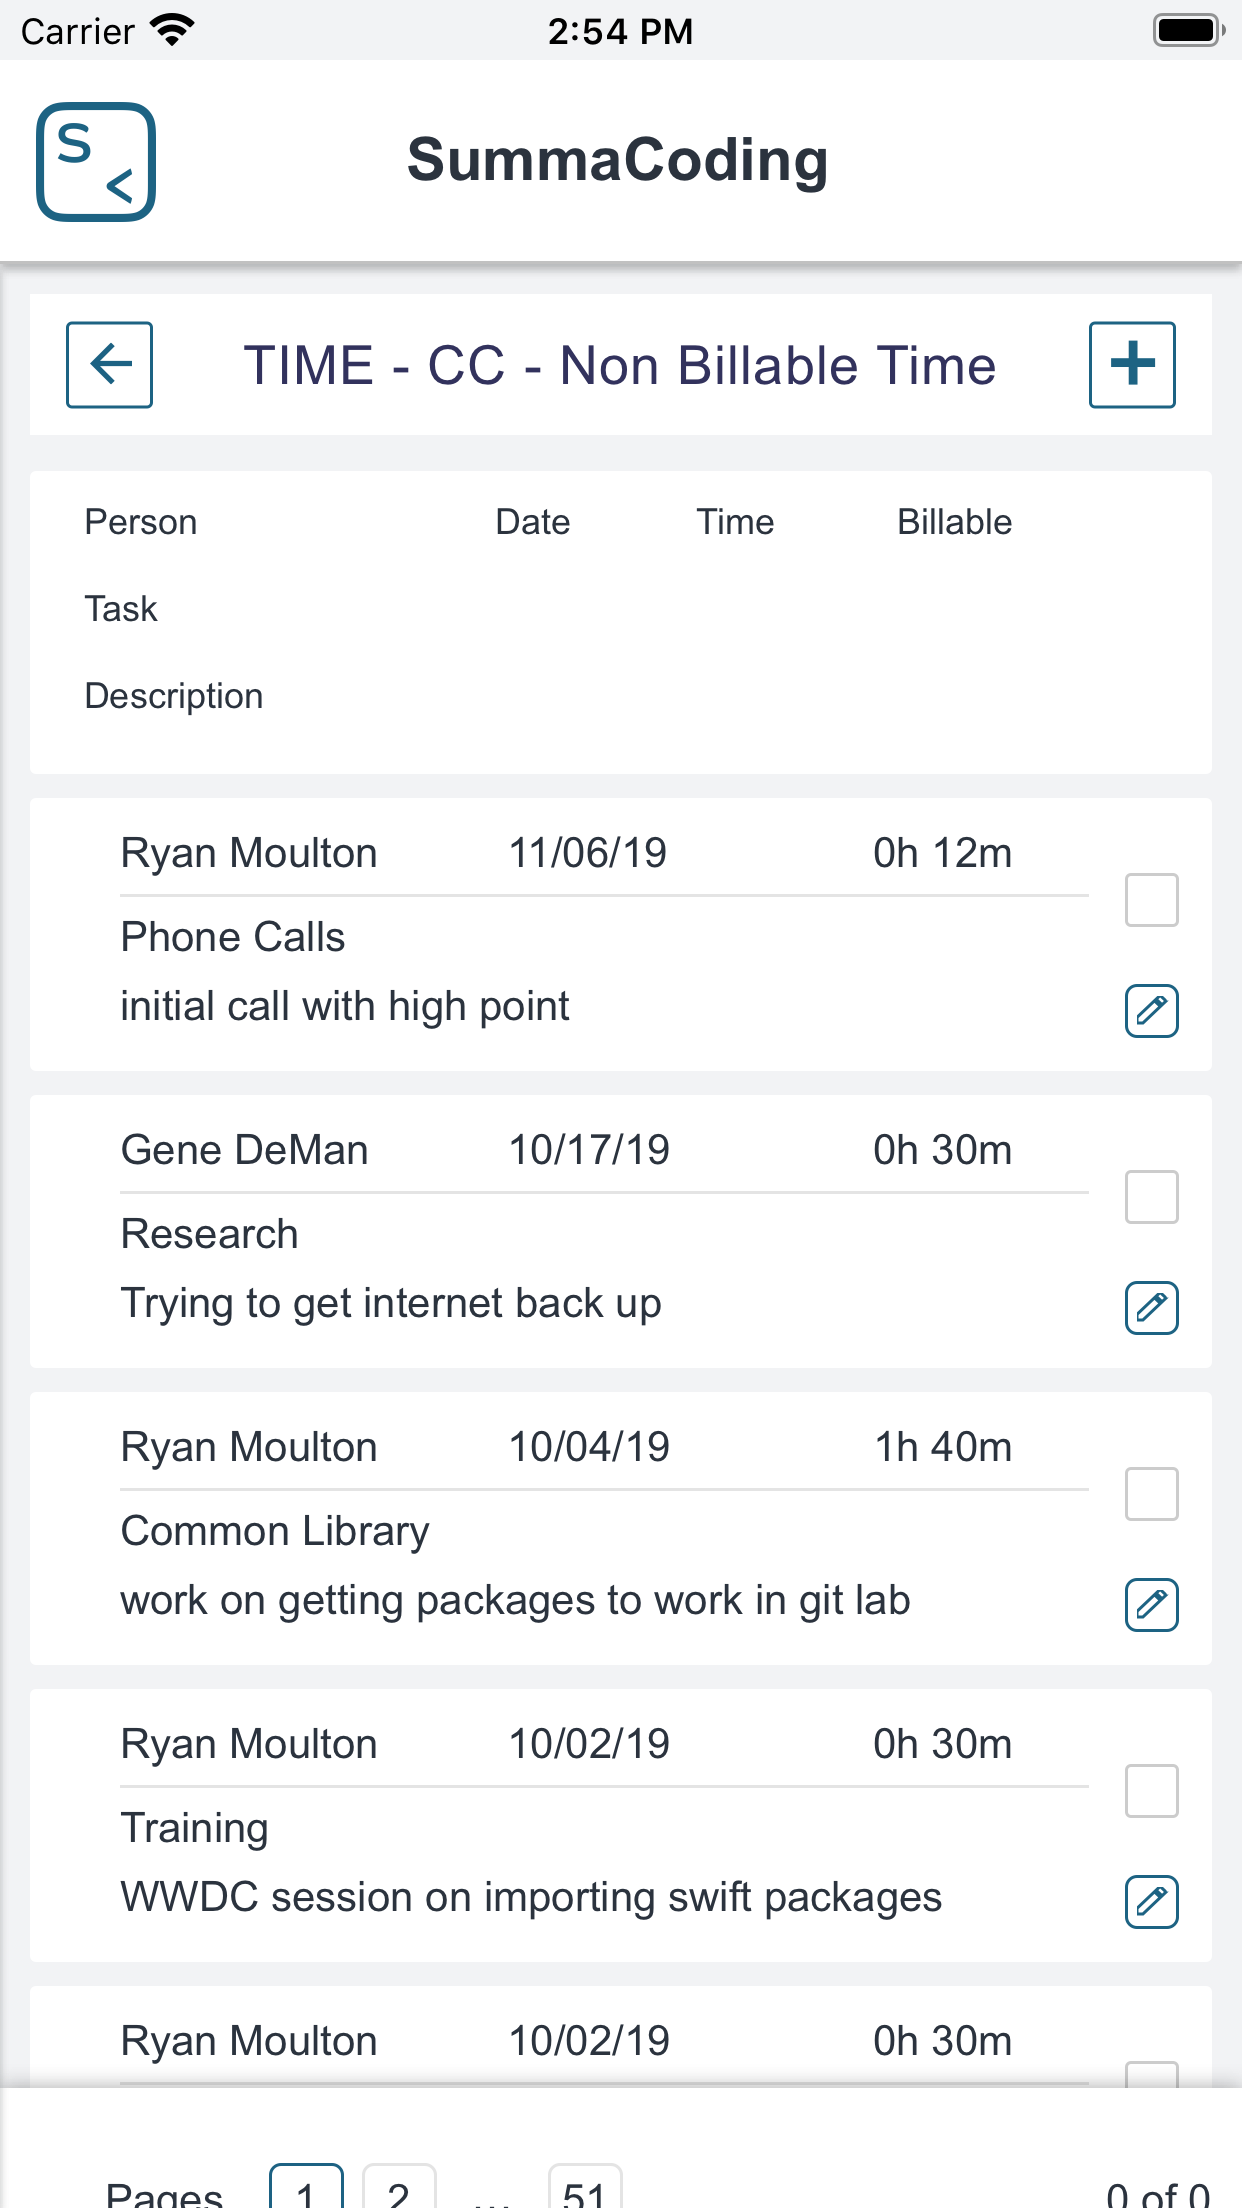 Carrier 2:54 PM
S <
SummaCoding
TIME - CC - Non Billable Time
Person Date Time Billable
Task
Description
Ryan Moulton 11/06/19 0h 12m
Phone Calls
initial call with high point
Gene DeMan 10/17/19 0h 30m
Research
Trying to get internet back up
Ryan Moulton 10/04/19 1h 40m
Common Library
work on getting packages to work in git lab
Ryan Moulton 10/02/19 0h 30m
Training
WWDC session on importing swift packages
Ryan Moulton 10/02/19 0h 30m
Pages 1 2 ... 51 0 of 0